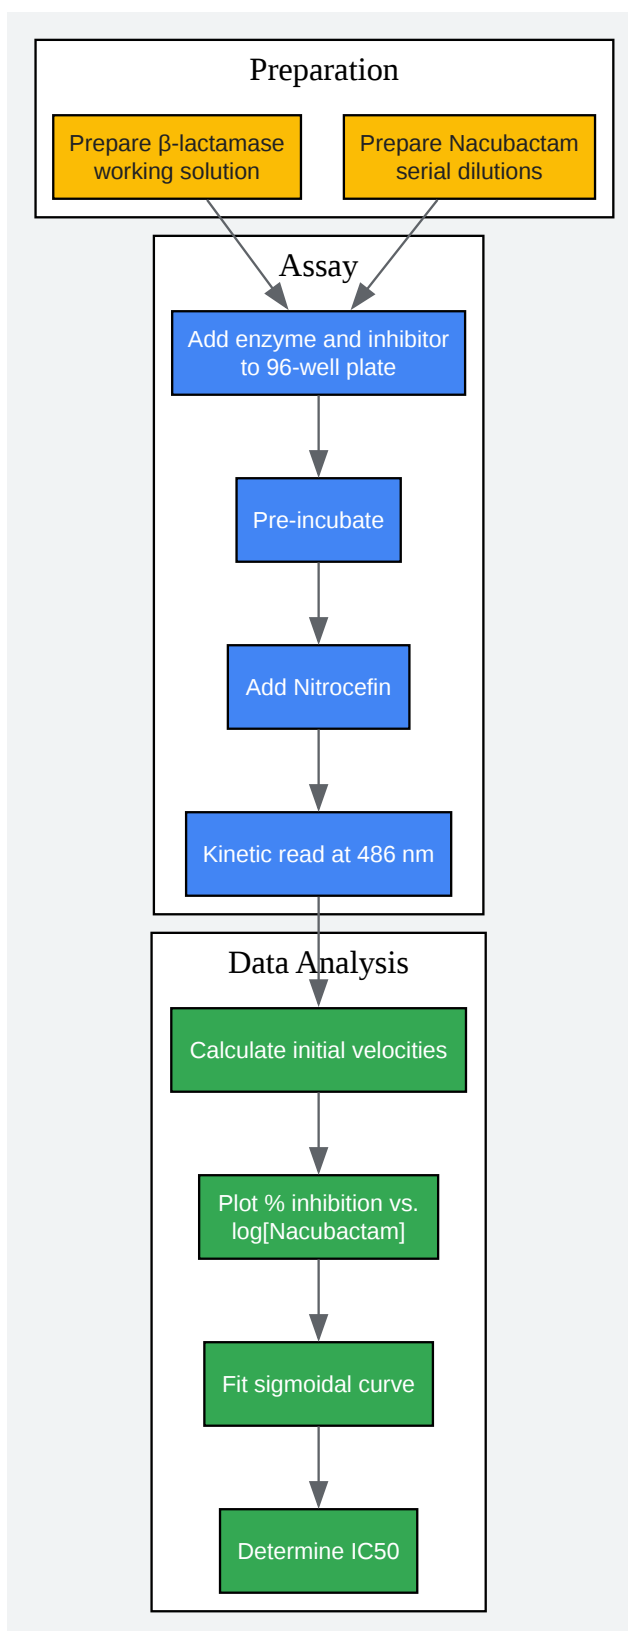 Preparation
Prepare β-lactamase
working solution
Prepare Nacubactam
serial dilutions
Assay
Add enzyme and inhibitor
to 96-well plate
Pre-incubate
Add Nitrocefin
Kinetic read at 486 nm
Data Analysis
Calculate initial velocities
Plot % inhibition vs.
log[Nacubactam]
Fit sigmoidal curve
Determine IC50